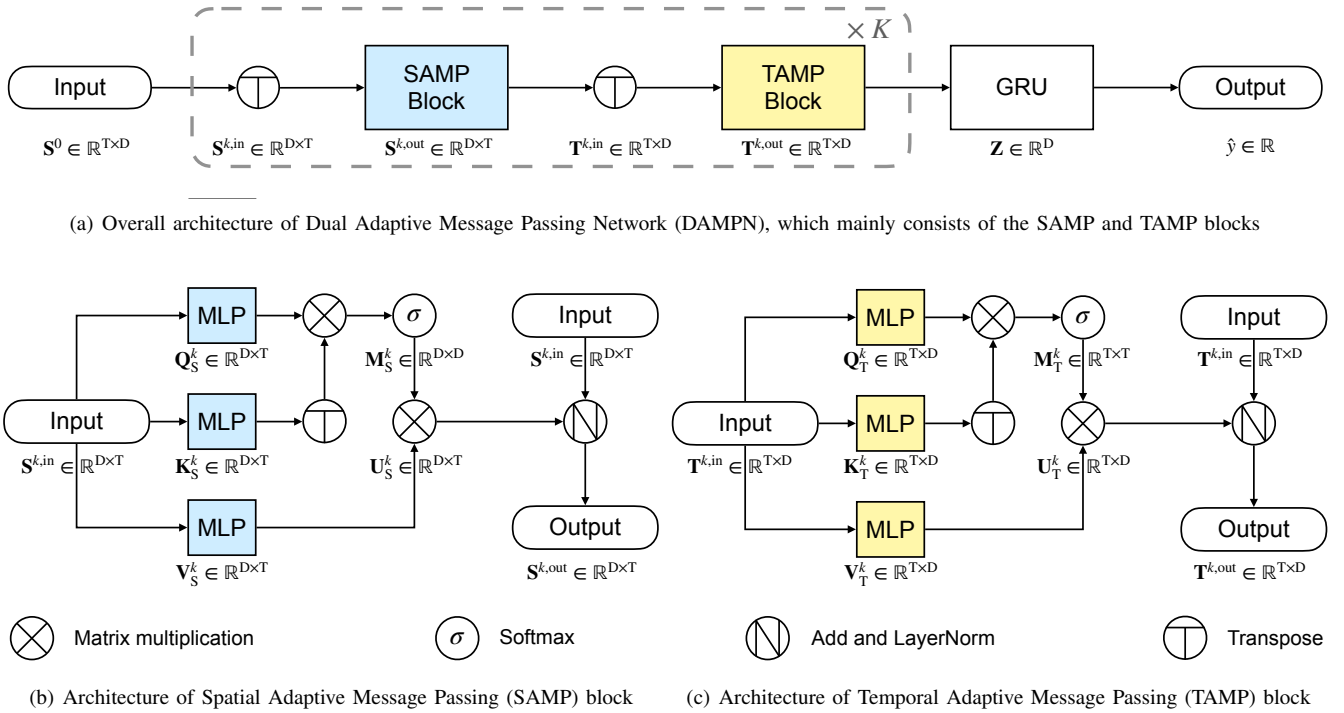 × K
Input
SAMP Block
TAMP Block
GRU
Output
S⁰ ∈ ℝ^{T×D}
S^{k,in} ∈ ℝ^{D×T}
S^{k,out} ∈ ℝ^{D×T}
T^{k,in} ∈ ℝ^{T×D}
T^{k,out} ∈ ℝ^{T×D}
Z ∈ ℝ^D
ŷ ∈ ℝ
(a) Overall architecture of Dual Adaptive Message Passing Network (DAMPN), which mainly consists of the SAMP and TAMP blocks
MLP
σ
Input
Q_S^k ∈ ℝ^{D×T}
M_S^k ∈ ℝ^{D×D}
S^{k,in} ∈ ℝ^{D×T}
Input
MLP
S^{k,in} ∈ ℝ^{D×T}
K_S^k ∈ ℝ^{D×T}
U_S^k ∈ ℝ^{D×T}
MLP
Output
V_S^k ∈ ℝ^{D×T}
S^{k,out} ∈ ℝ^{D×T}
MLP
σ
Input
Q_T^k ∈ ℝ^{T×D}
M_T^k ∈ ℝ^{T×T}
T^{k,in} ∈ ℝ^{T×D}
Input
MLP
T^{k,in} ∈ ℝ^{T×D}
K_T^k ∈ ℝ^{T×D}
U_T^k ∈ ℝ^{T×D}
MLP
Output
V_T^k ∈ ℝ^{T×D}
T^{k,out} ∈ ℝ^{T×D}
Matrix multiplication
σ Softmax
Add and LayerNorm
Transpose
(b) Architecture of Spatial Adaptive Message Passing (SAMP) block
(c) Architecture of Temporal Adaptive Message Passing (TAMP) block